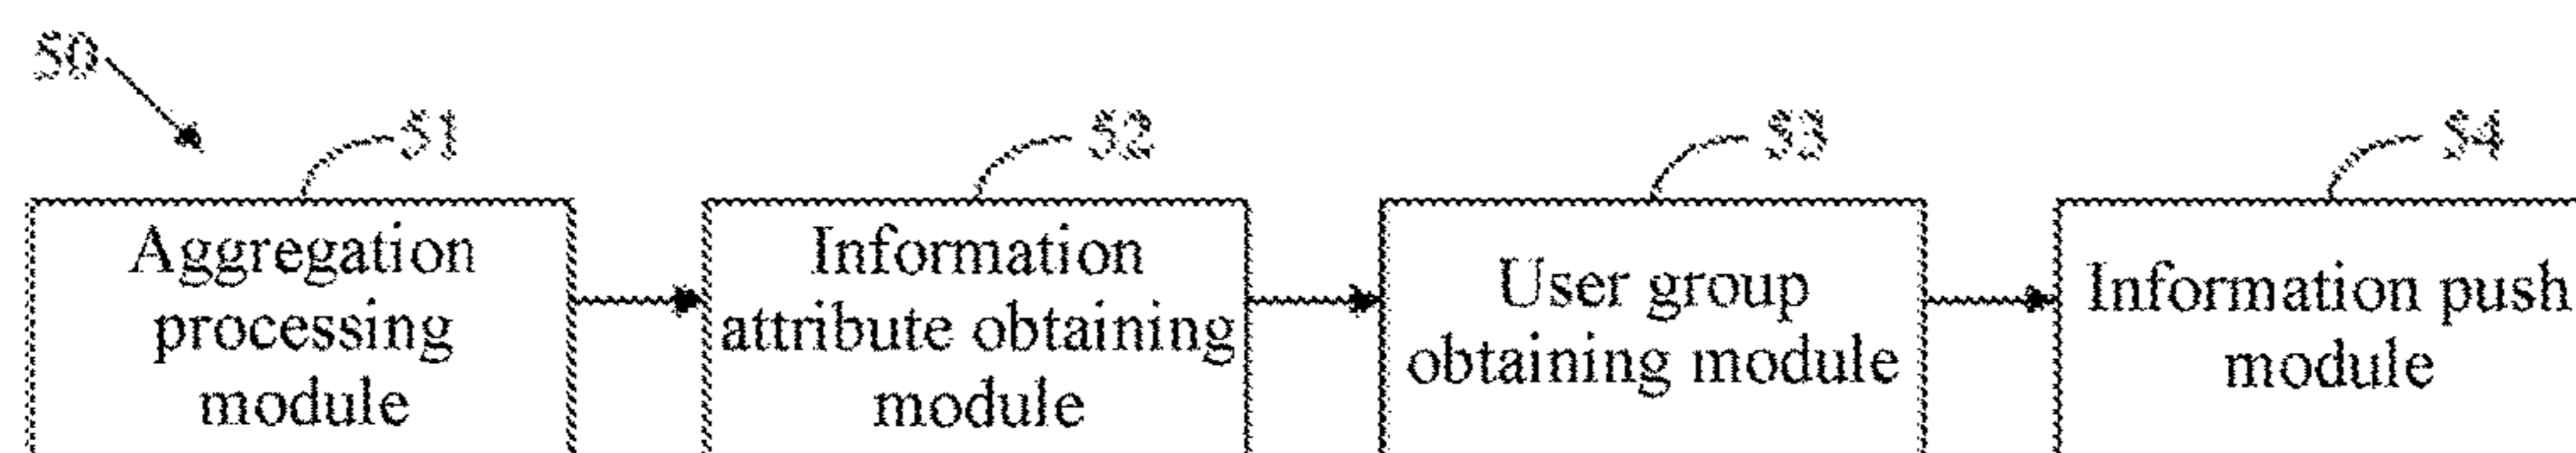 50
51
52
53
54
Aggregation
processing
module
Information
attribute obtaining
module
User group
obtaining module
Information push
module